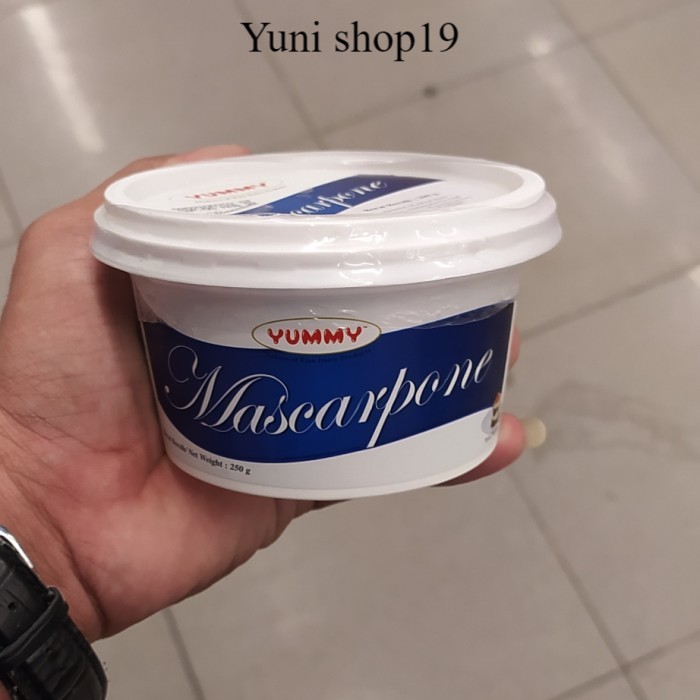 Yuni shop19
YUMMY
Mascarpone
YUMMY
Mascarpone
Net Weight : 250 g